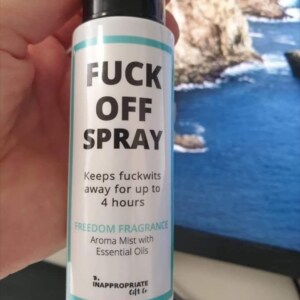 FUCK
OFF
SPRAY
Keeps fuckwits
away for up to
4 hours
FREEDOM FRAGRANCE
Aroma Mist with
Essential Oils
INAPPROPRIATE